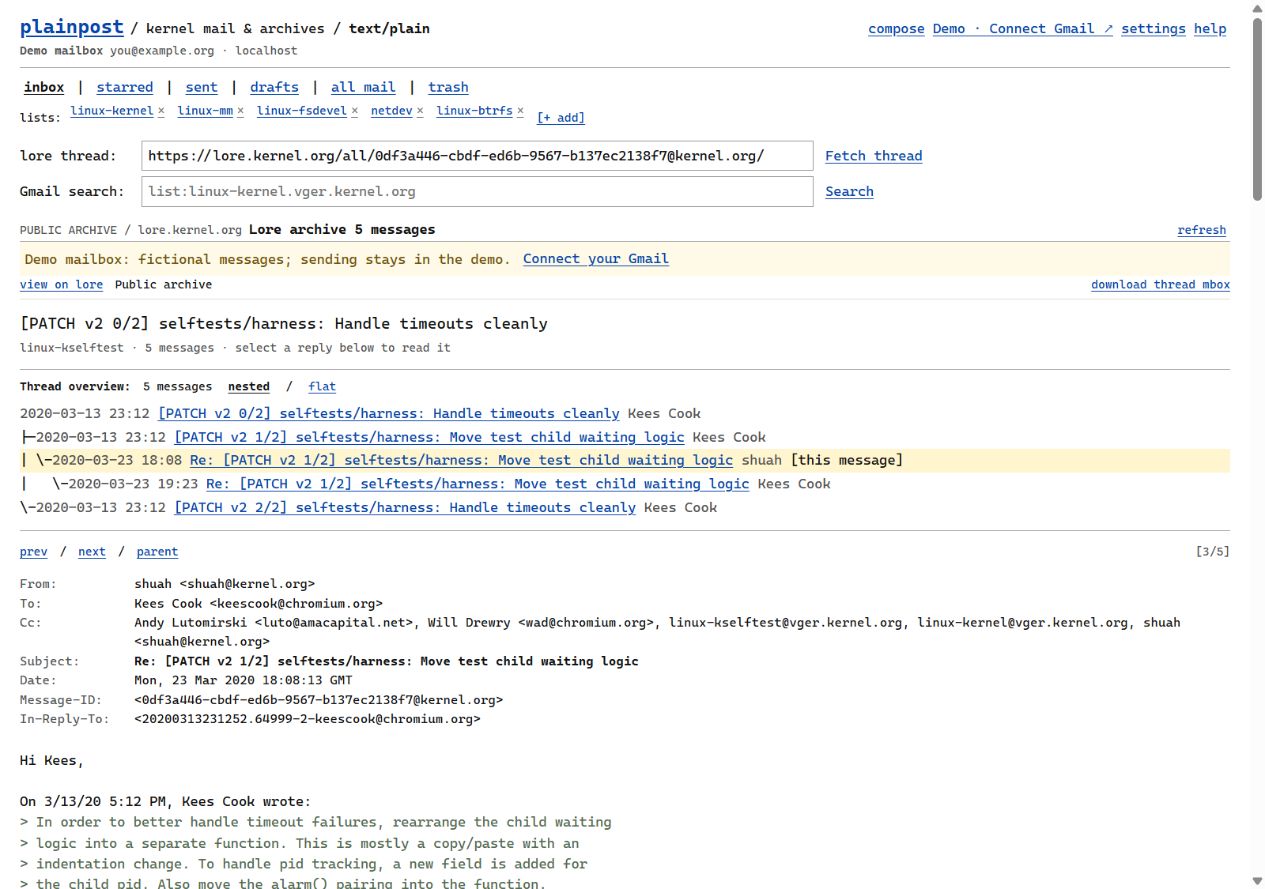 plainpost / kernel mail & archives / text/plain
compose Demo · Connect Gmail ↗ settings help
Demo mailbox you@example.org · localhost
inbox | starred | sent | drafts | all mail | trash
lists: linux-kernel × linux-mm × linux-fsdevel × netdev × linux-btrfs × [+ add]
lore thread: https://lore.kernel.org/all/0df3a446-cbdf-ed6b-9567-b137ec2138f7@kernel.org/ Fetch thread
Gmail search: list:linux-kernel.vger.kernel.org Search
PUBLIC ARCHIVE / lore.kernel.org Lore archive 5 messages refresh
Demo mailbox: fictional messages; sending stays in the demo. Connect your Gmail
view on lore Public archive download thread mbox
[PATCH v2 0/2] selftests/harness: Handle timeouts cleanly
linux-kselftest · 5 messages · select a reply below to read it
Thread overview: 5 messages nested / flat
2020-03-13 23:12 [PATCH v2 0/2] selftests/harness: Handle timeouts cleanly Kees Cook
├─2020-03-13 23:12 [PATCH v2 1/2] selftests/harness: Move test child waiting logic Kees Cook
| \-2020-03-23 18:08 Re: [PATCH v2 1/2] selftests/harness: Move test child waiting logic shuah [this message]
|   \-2020-03-23 19:23 Re: [PATCH v2 1/2] selftests/harness: Move test child waiting logic Kees Cook
\-2020-03-13 23:12 [PATCH v2 2/2] selftests/harness: Handle timeouts cleanly Kees Cook
prev / next / parent [3/5]
From: shuah <shuah@kernel.org>
To: Kees Cook <keescook@chromium.org>
Cc: Andy Lutomirski <luto@amacapital.net>, Will Drewry <wad@chromium.org>, linux-kselftest@vger.kernel.org, linux-kernel@vger.kernel.org, shuah
<shuah@kernel.org>
Subject: Re: [PATCH v2 1/2] selftests/harness: Move test child waiting logic
Date: Mon, 23 Mar 2020 18:08:13 GMT
Message-ID: <0df3a446-cbdf-ed6b-9567-b137ec2138f7@kernel.org>
In-Reply-To: <20200313231252.64999-2-keescook@chromium.org>
Hi Kees,
On 3/13/20 5:12 PM, Kees Cook wrote:
> In order to better handle timeout failures, rearrange the child waiting
> logic into a separate function. This is mostly a copy/paste with an
> indentation change. To handle pid tracking, a new field is added for
> the child pid. Also move the alarm() pairing into the function.